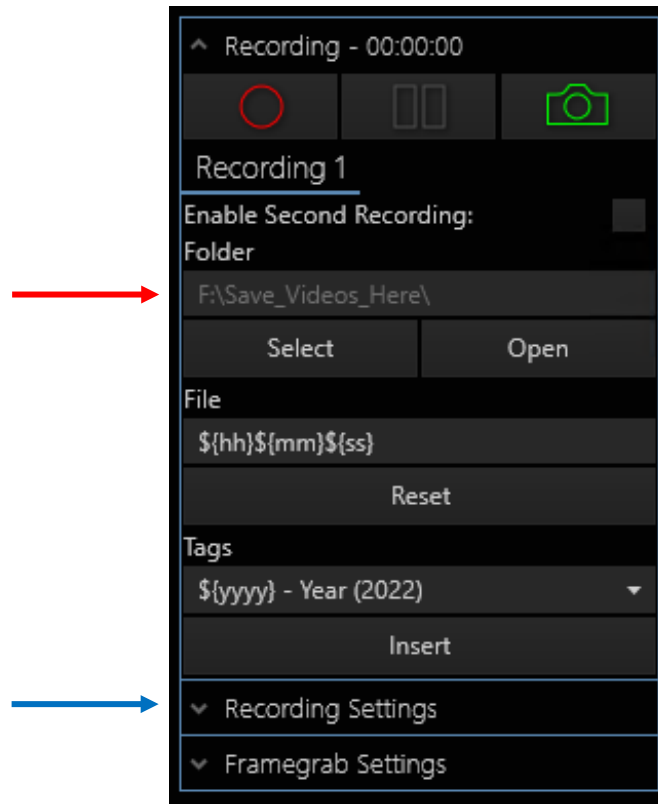 Recording - 00:00:00
Recording 1
Enable Second Recording:
Folder
F:\Save_Videos_Here\
Select Open
File
${hh}${mm}${ss}
Reset
Tags
${yyyy} - Year (2022)
Insert
Recording Settings
Framegrab Settings